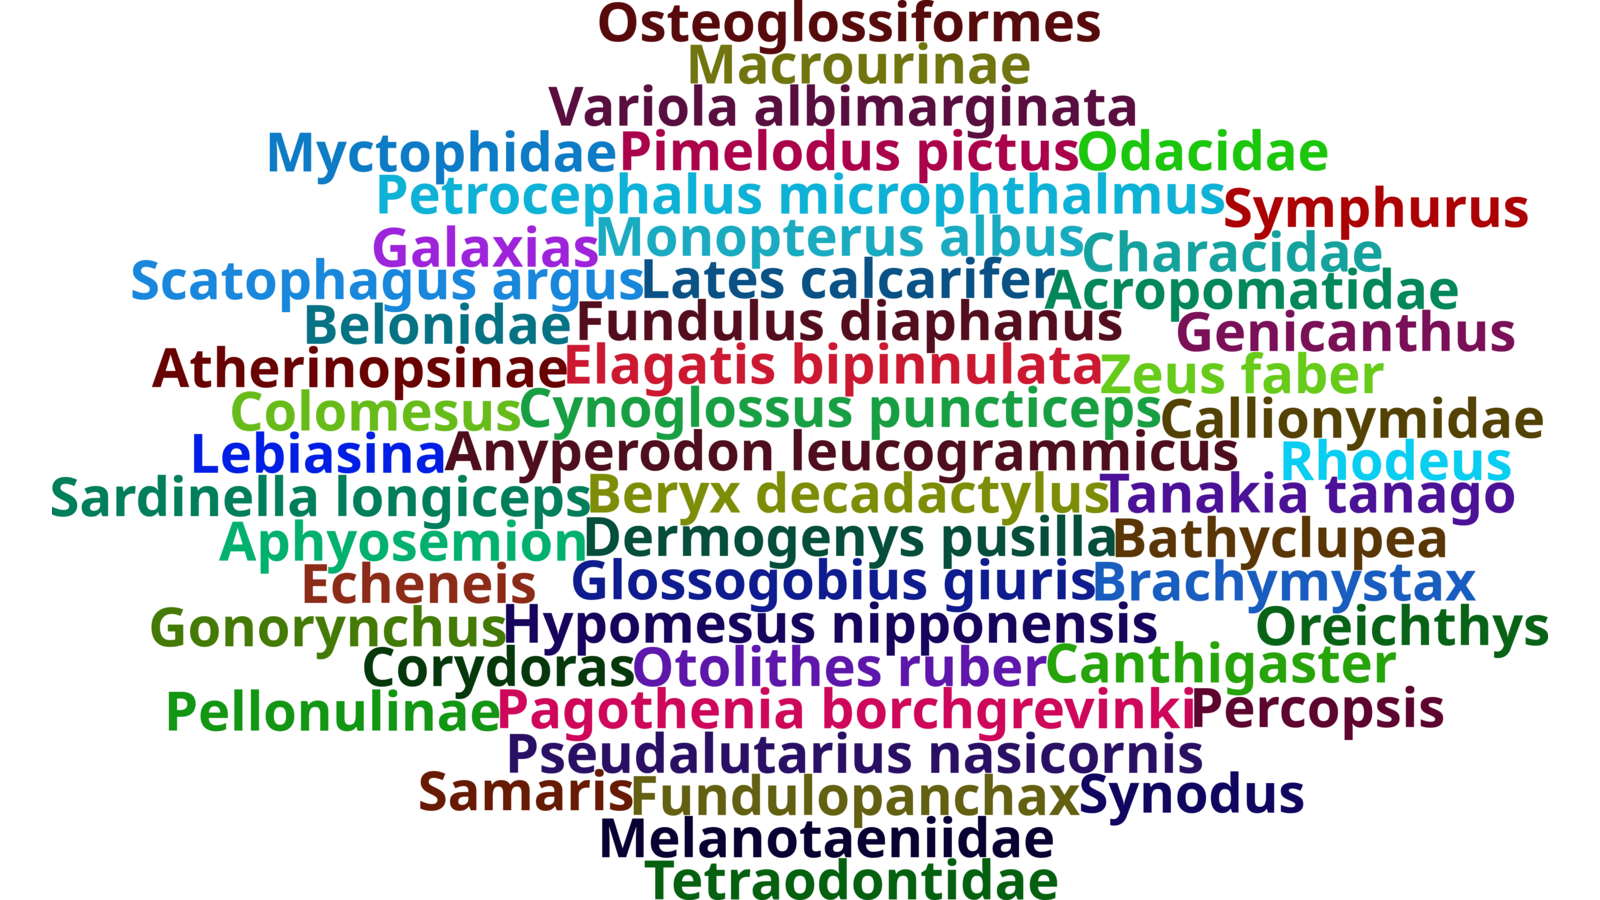 Osteoglossiformes
Macrourinae
Variola albimarginata
Myctophidae Pimelodus pictus Odacidae
Petrocephalus microphthalmus Symphurus
Galaxias Monopterus albus Characidae
Scatophagus argus Lates calcarifer Acropomatidae
Belonidae Fundulus diaphanus Genicanthus
Atherinopsinae Elagatis bipinnulata Zeus faber
Colomesus Cynoglossus puncticeps Callionymidae
Lebiasina Anyperodon leucogrammicus Rhodeus
Sardinella longiceps Beryx decadactylus Tanakia tanago
Aphyosemion Dermogenys pusilla Bathyclupea
Echeneis Glossogobius giuris Brachymystax
Gonorynchus Hypomesus nipponensis Oreichthys
Corydoras Otolithes ruber Canthigaster
Pellonulinae Pagothenia borchgrevinki Percopsis
Pseudalutarius nasicornis
Samaris Fundulopanchax Synodus
Melanotaeniidae
Tetraodontidae